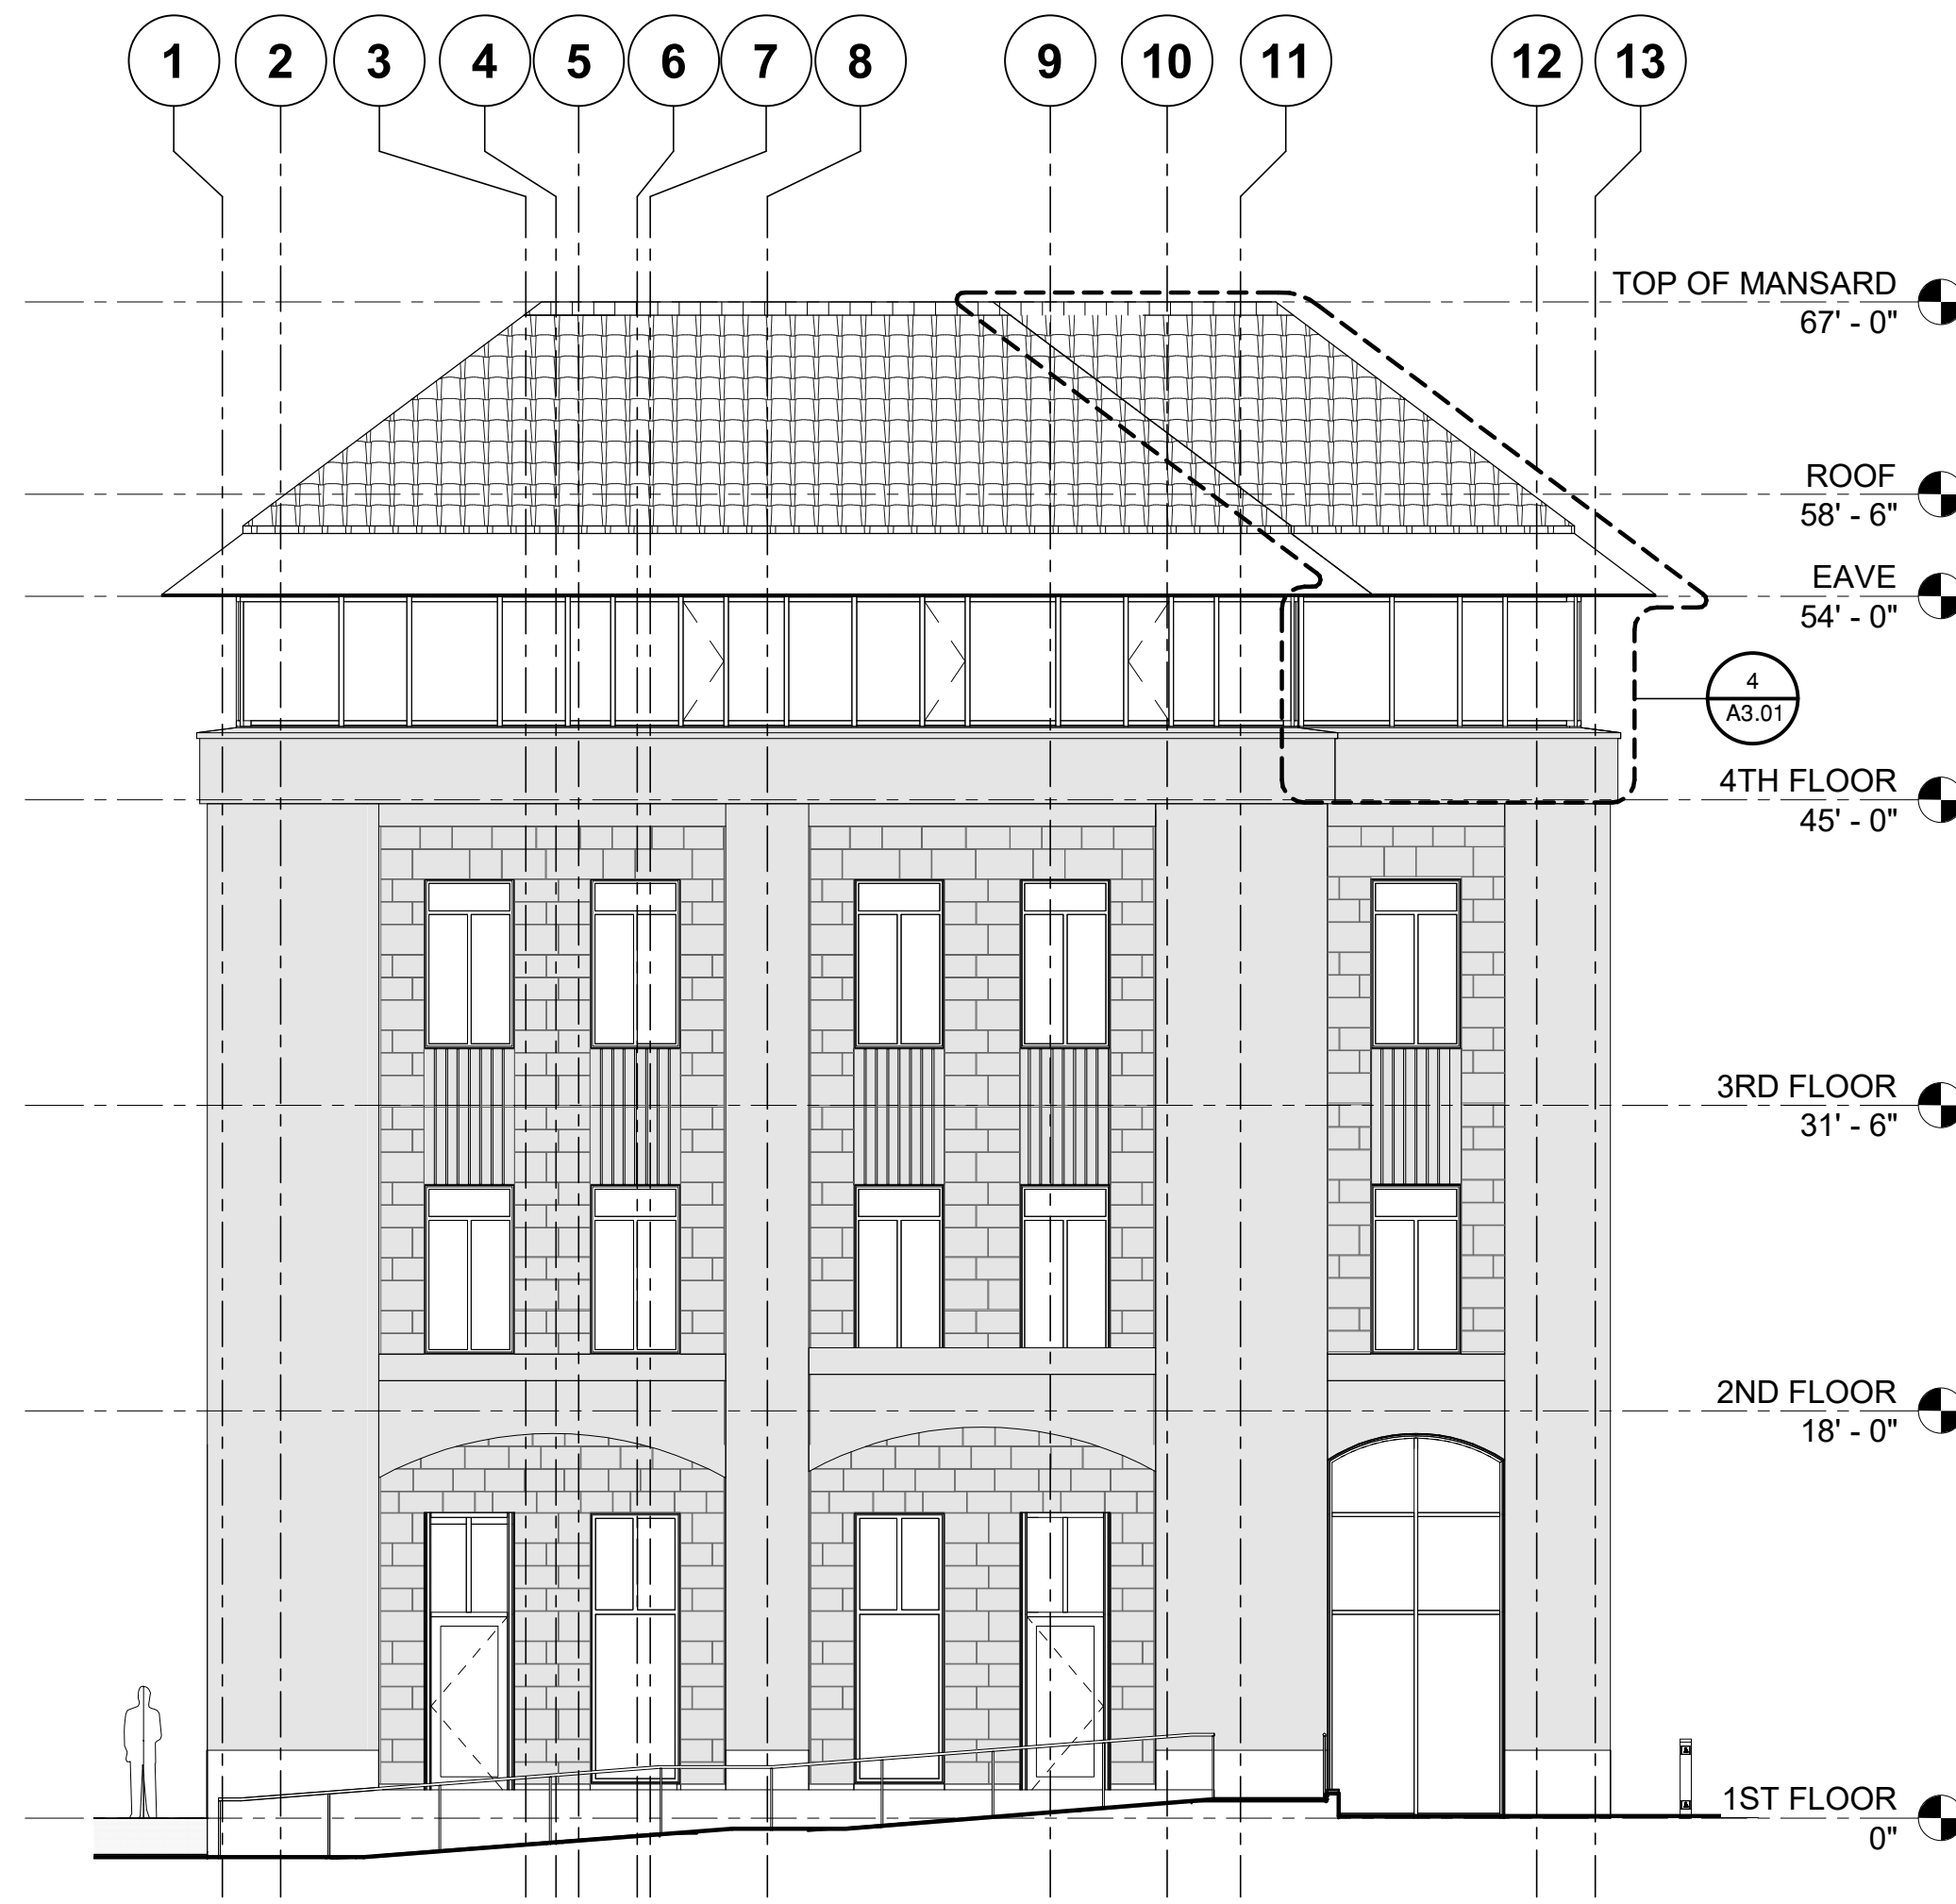 1 2 3 4 5 6 7 8 9 10 11 12 13
TOP OF MANSARD
67' - 0"
ROOF
58' - 6"
EAVE
54' - 0"
4
A3.01
4TH FLOOR
45' - 0"
3RD FLOOR
31' - 6"
2ND FLOOR
18' - 0"
1ST FLOOR
0"